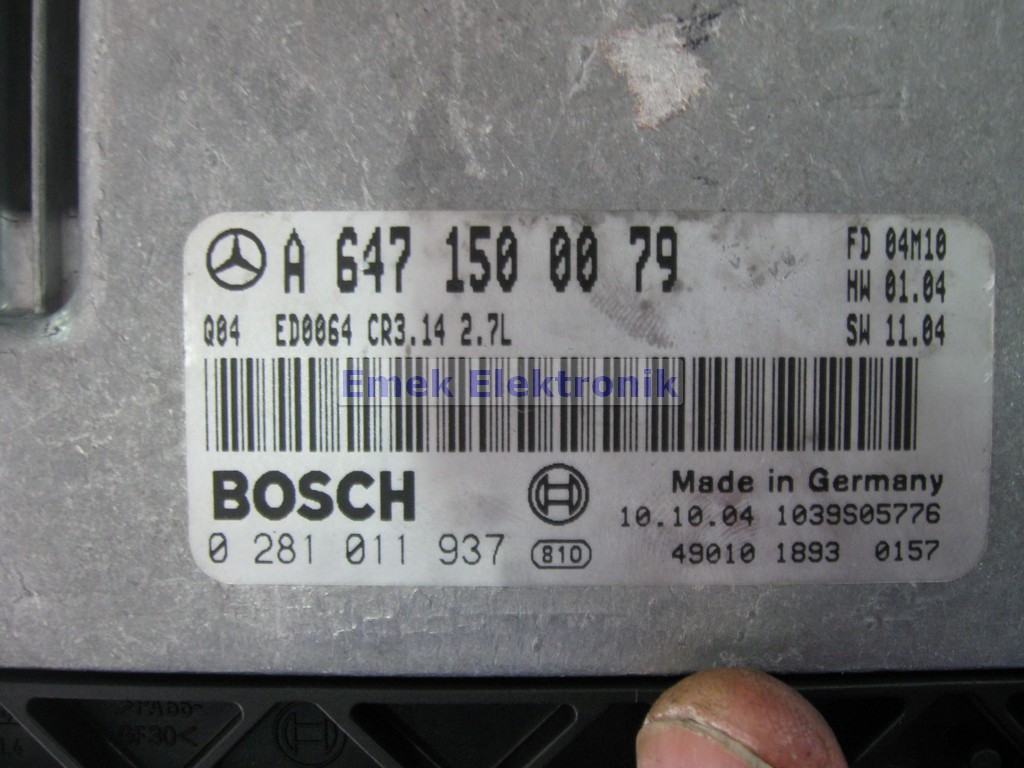 A 647 150 00 79
FD 04M10
HW 01.04
Q04 ED0064 CR3.14 2.7L
SW 11.04
Emek Elektronik
BOSCH
Made in Germany
10.10.04 1039S05776
0 281 011 937 810
49010 1893 0157